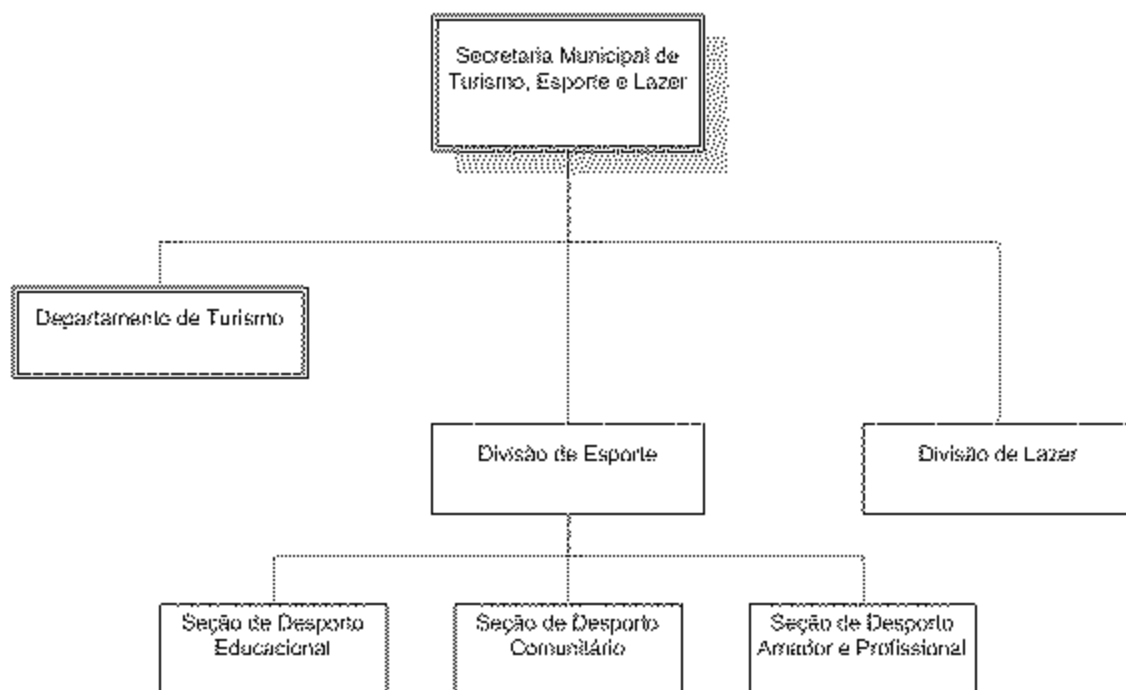 Secretaria Municipal de
Turismo, Esporte e Lazer
Departamento de Turismo
Divisão de Esporte
Divisão de Lazer
Seção de Desporto
Educacional
Seção de Desporto
Comunitário
Seção de Desporto
Amador e Profissional